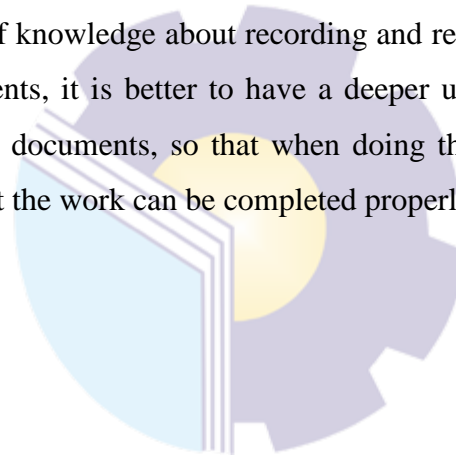 f knowledge about recording and re
ents, it is better to have a deeper u
documents, so that when doing th
t the work can be completed properl